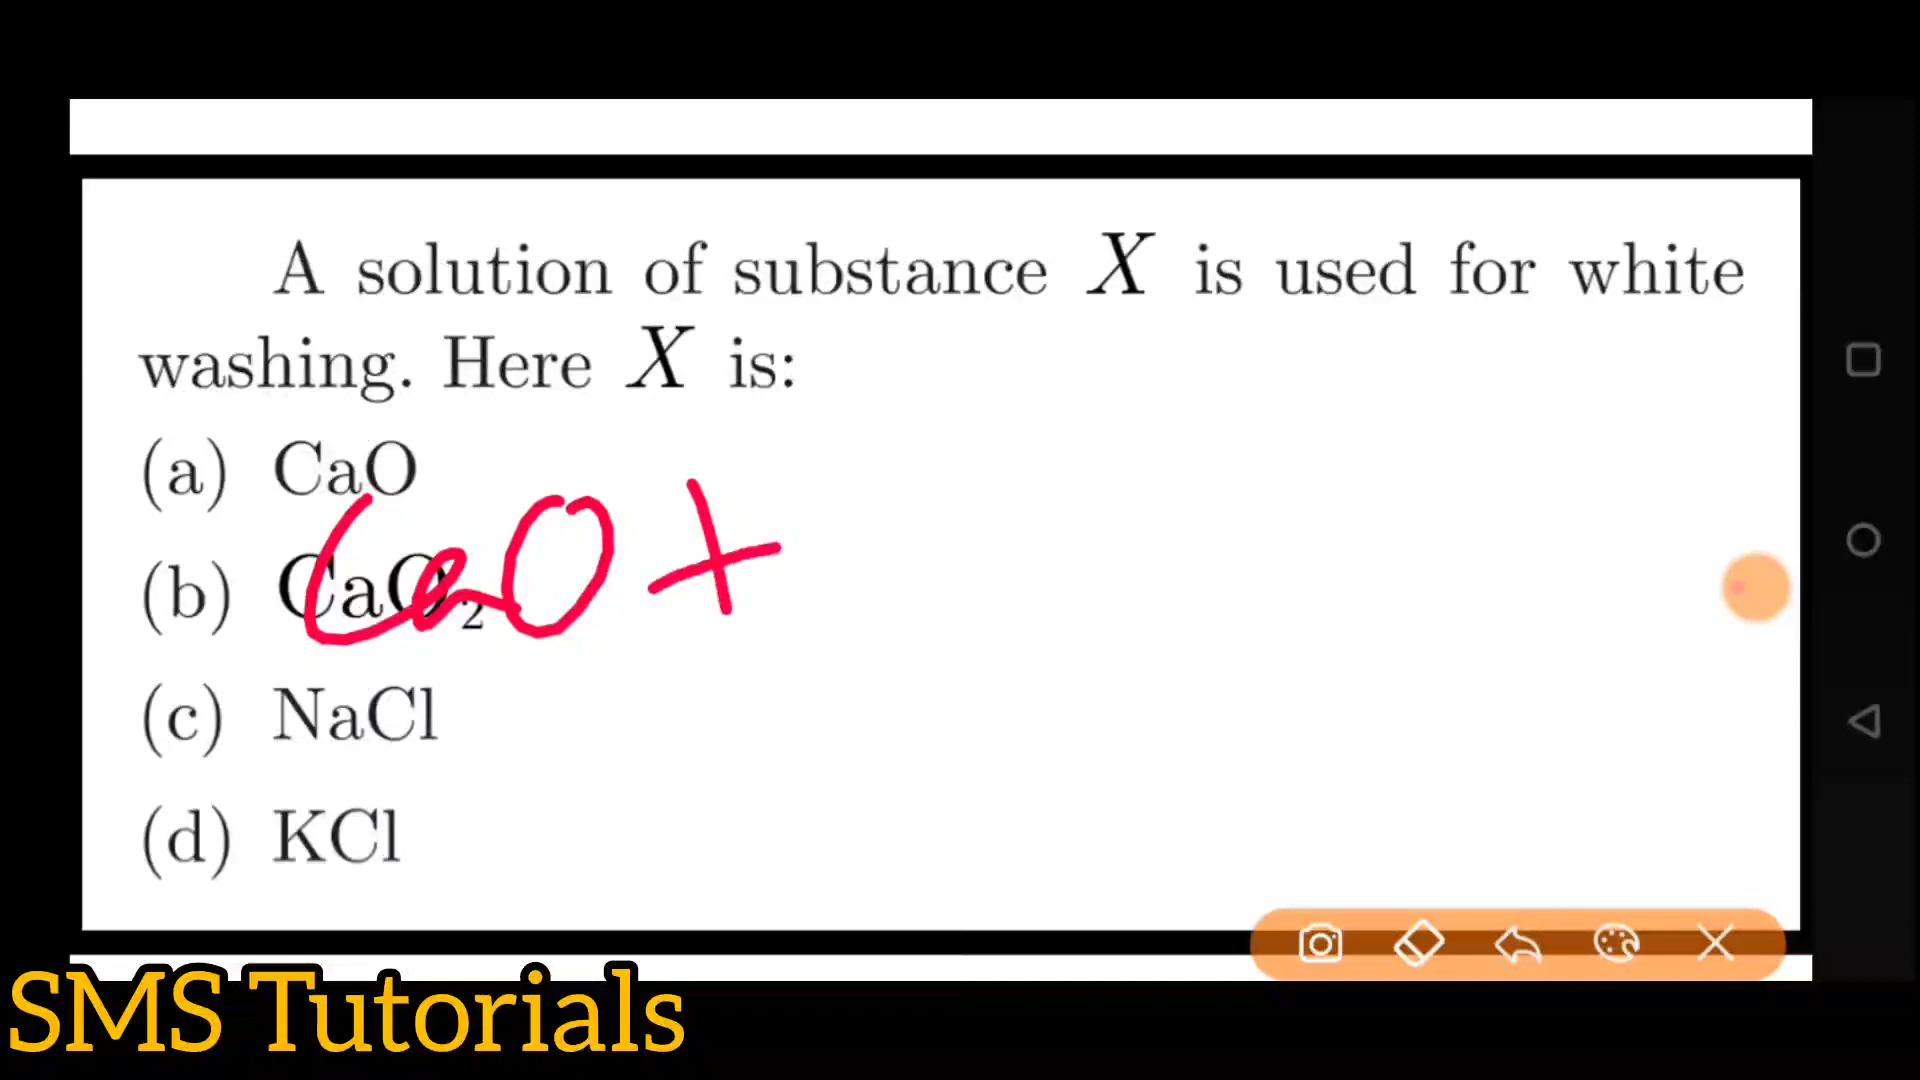 A solution of substance X is used for white
washing. Here X is:
(a) CaO
(b) CaO₂
CaO +
(c) NaCl
(d) KCl
SMS Tutorials